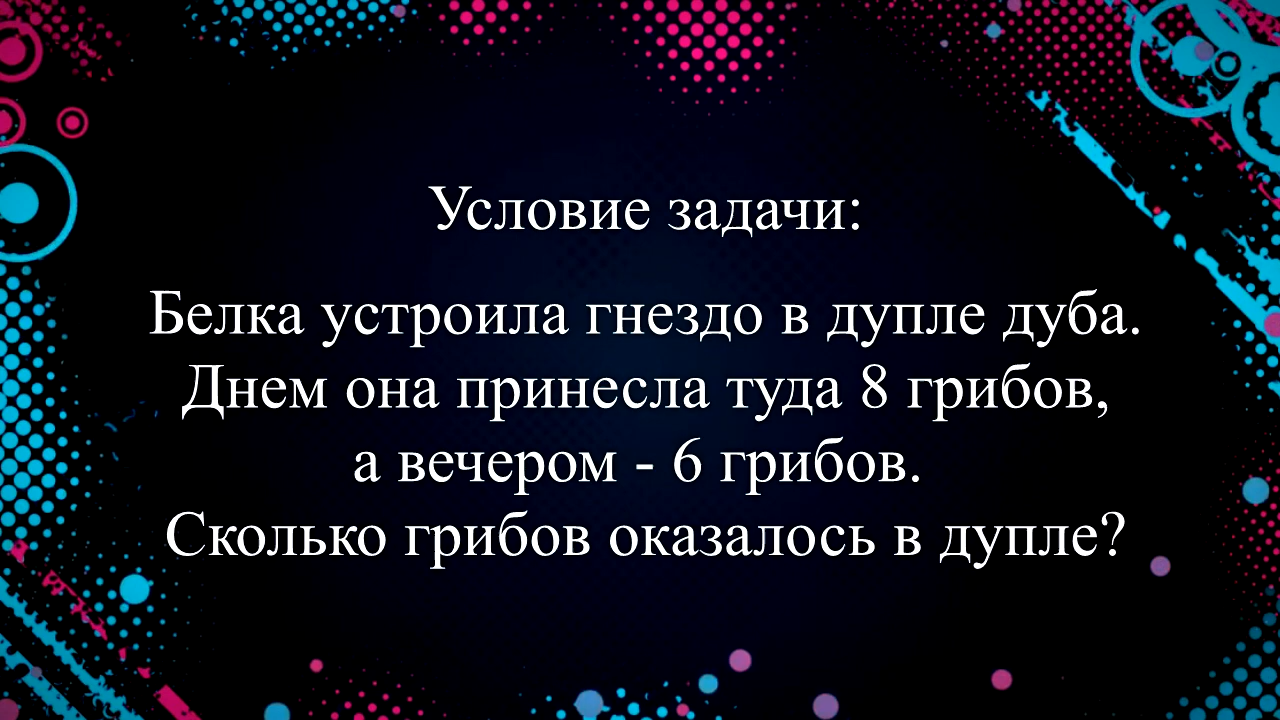 Условие задачи:
Белка устроила гнездо в дупле дуба.
Днем она принесла туда 8 грибов,
а вечером - 6 грибов.
Сколько грибов оказалось в дупле?